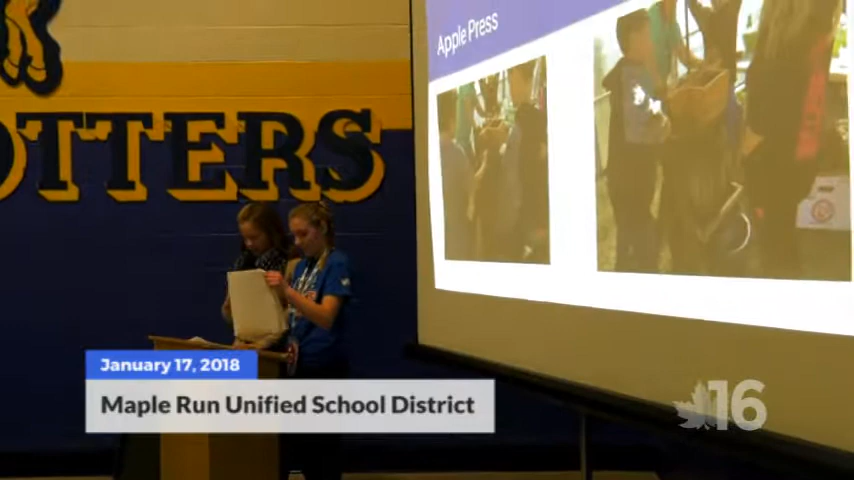 Apple Press
OTTERS
January 17, 2018
Maple Run Unified School District
16